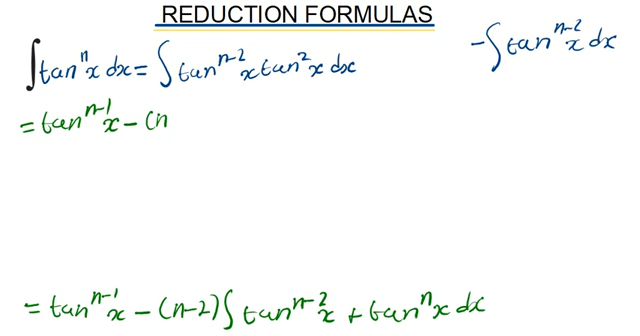 REDUCTION FORMULAS
∫tanⁿx dx = ∫tanⁿ⁻²x tan²x dx
-∫tanⁿ⁻²x dx
= tanⁿ⁻¹x - (n
= tanⁿ⁻¹x - (n-2)∫tanⁿ⁻²x + tanⁿx dx